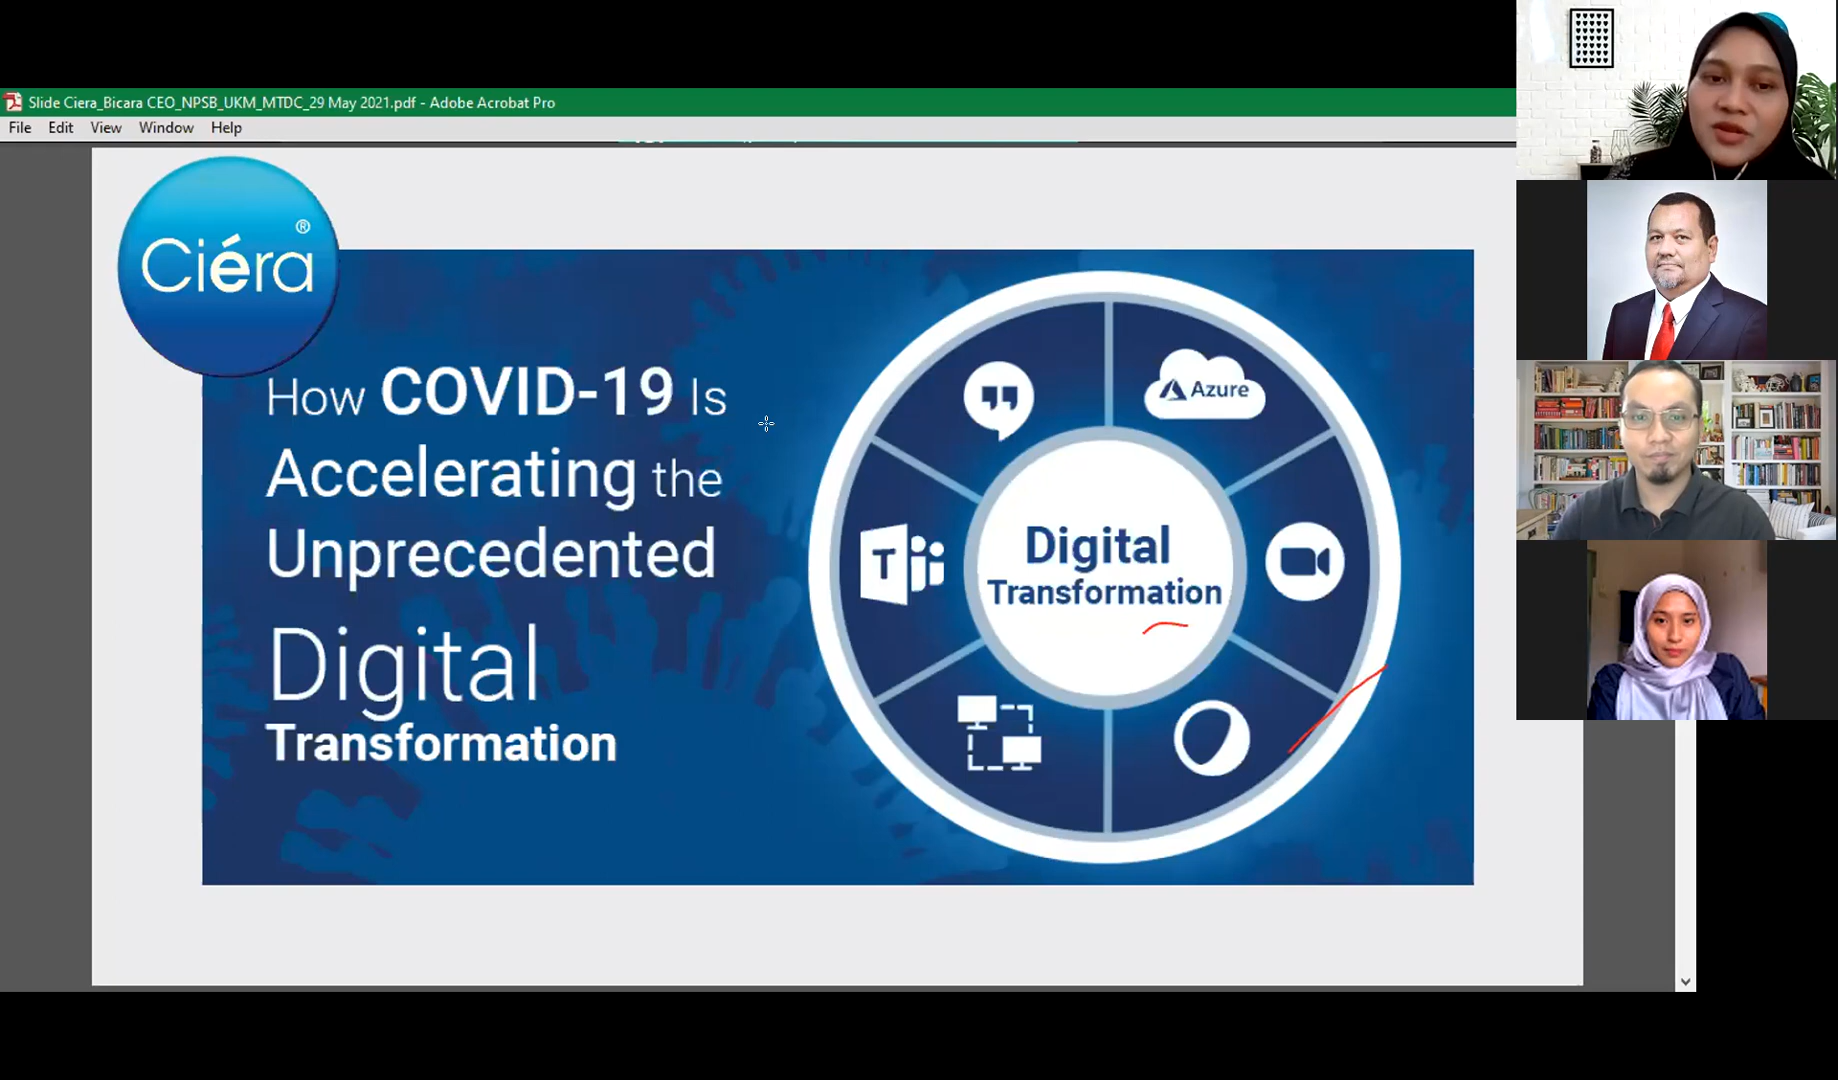 Slide Ciera_Bicara CEO_NPSB_UKM_MTDC_29 May 2021.pdf - Adobe Acrobat Pro
File Edit View Window Help
Ciéra®
How COVID-19 Is
Accelerating the
Unprecedented
Digital
Transformation
Azure
T
Digital
Transformation